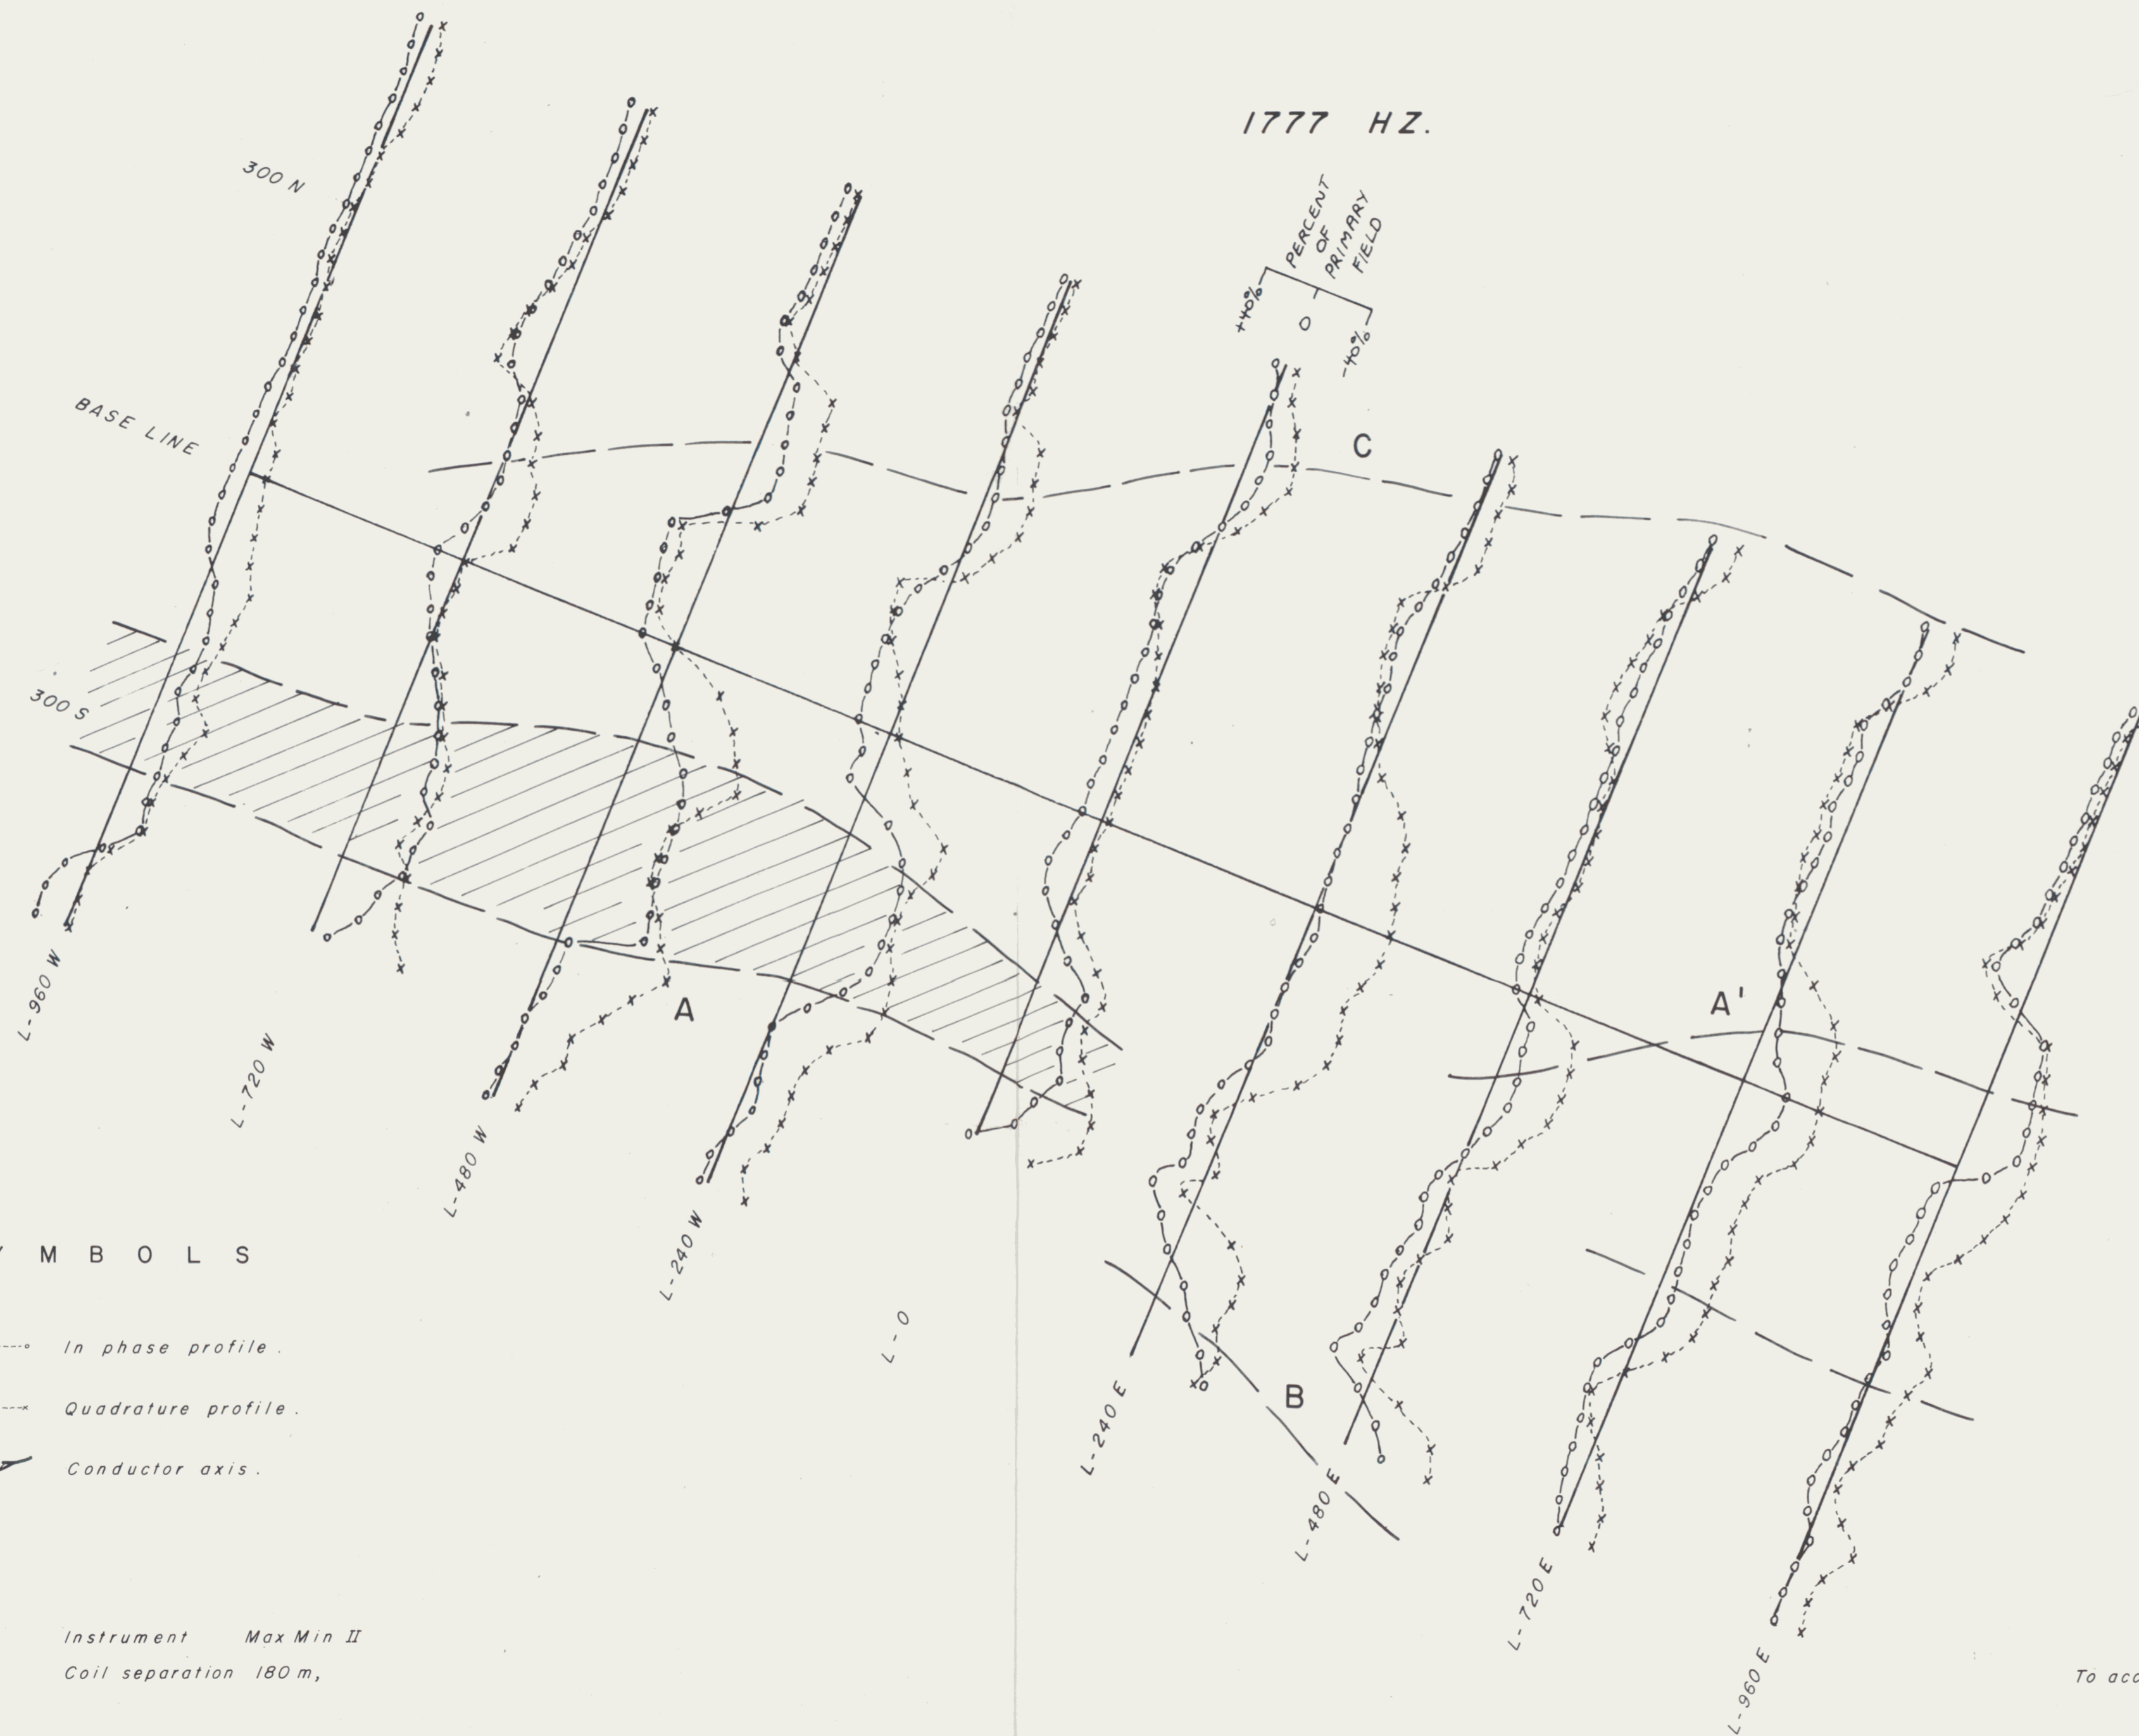 1777 HZ.
300 N
PERCENT
OF
PRIMARY
FIELD
+40%
0
-40%
BASE LINE
C
300 S
A
A'
B
L-960 W
L-720 W
L-480 W
L-240 W
L-0
L-240 E
L-480 E
L-720 E
L-960 E
MBOLS
In phase profile.
Quadrature profile.
Conductor axis.
Instrument Max Min II
Coil separation 180 m,
To acc